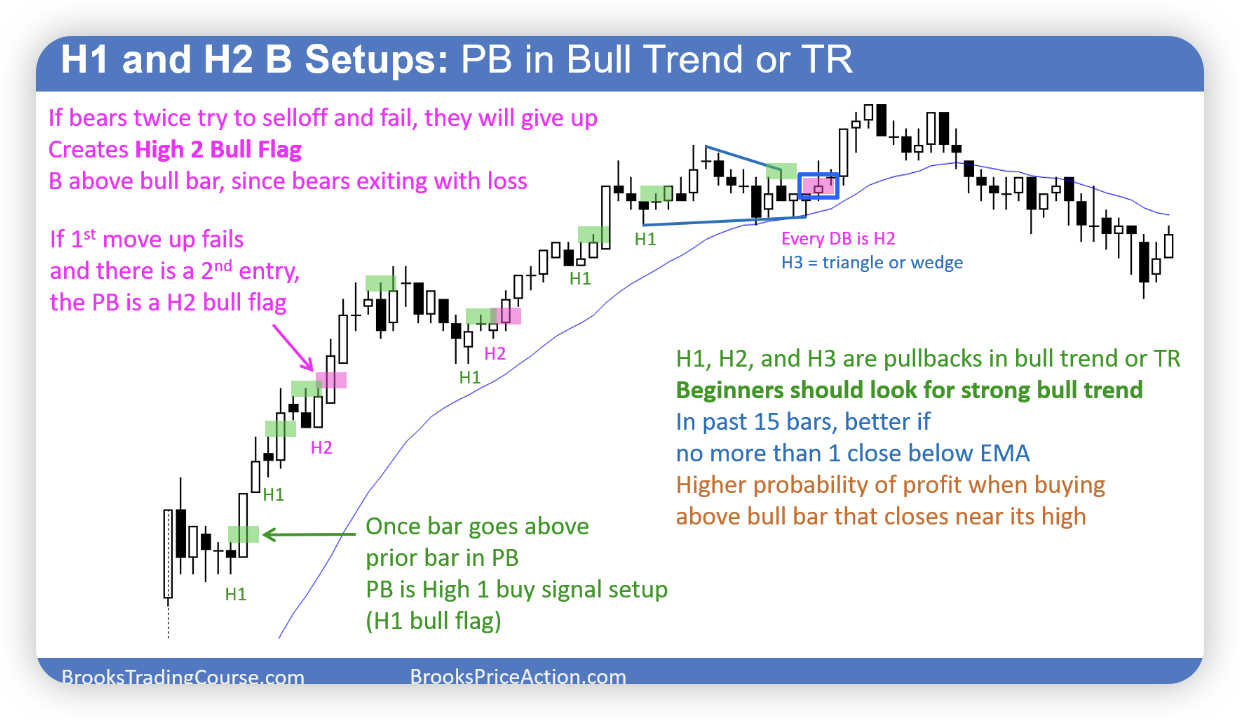 H1 and H2 B Setups: PB in Bull Trend or TR
If bears twice try to selloff and fail, they will give up
Creates High 2 Bull Flag
B above bull bar, since bears exiting with loss
If 1st move up fails
and there is a 2nd entry,
the PB is a H2 bull flag
H1
Every DB is H2
H3 = triangle or wedge
H1
H2
H1
H2
H1
H1
H1, H2, and H3 are pullbacks in bull trend or TR
Beginners should look for strong bull trend
In past 15 bars, better if
no more than 1 close below EMA
Higher probability of profit when buying
above bull bar that closes near its high
Once bar goes above
prior bar in PB
PB is High 1 buy signal setup
(H1 bull flag)
BrooksTradingCourse.com
BrooksPriceAction.com